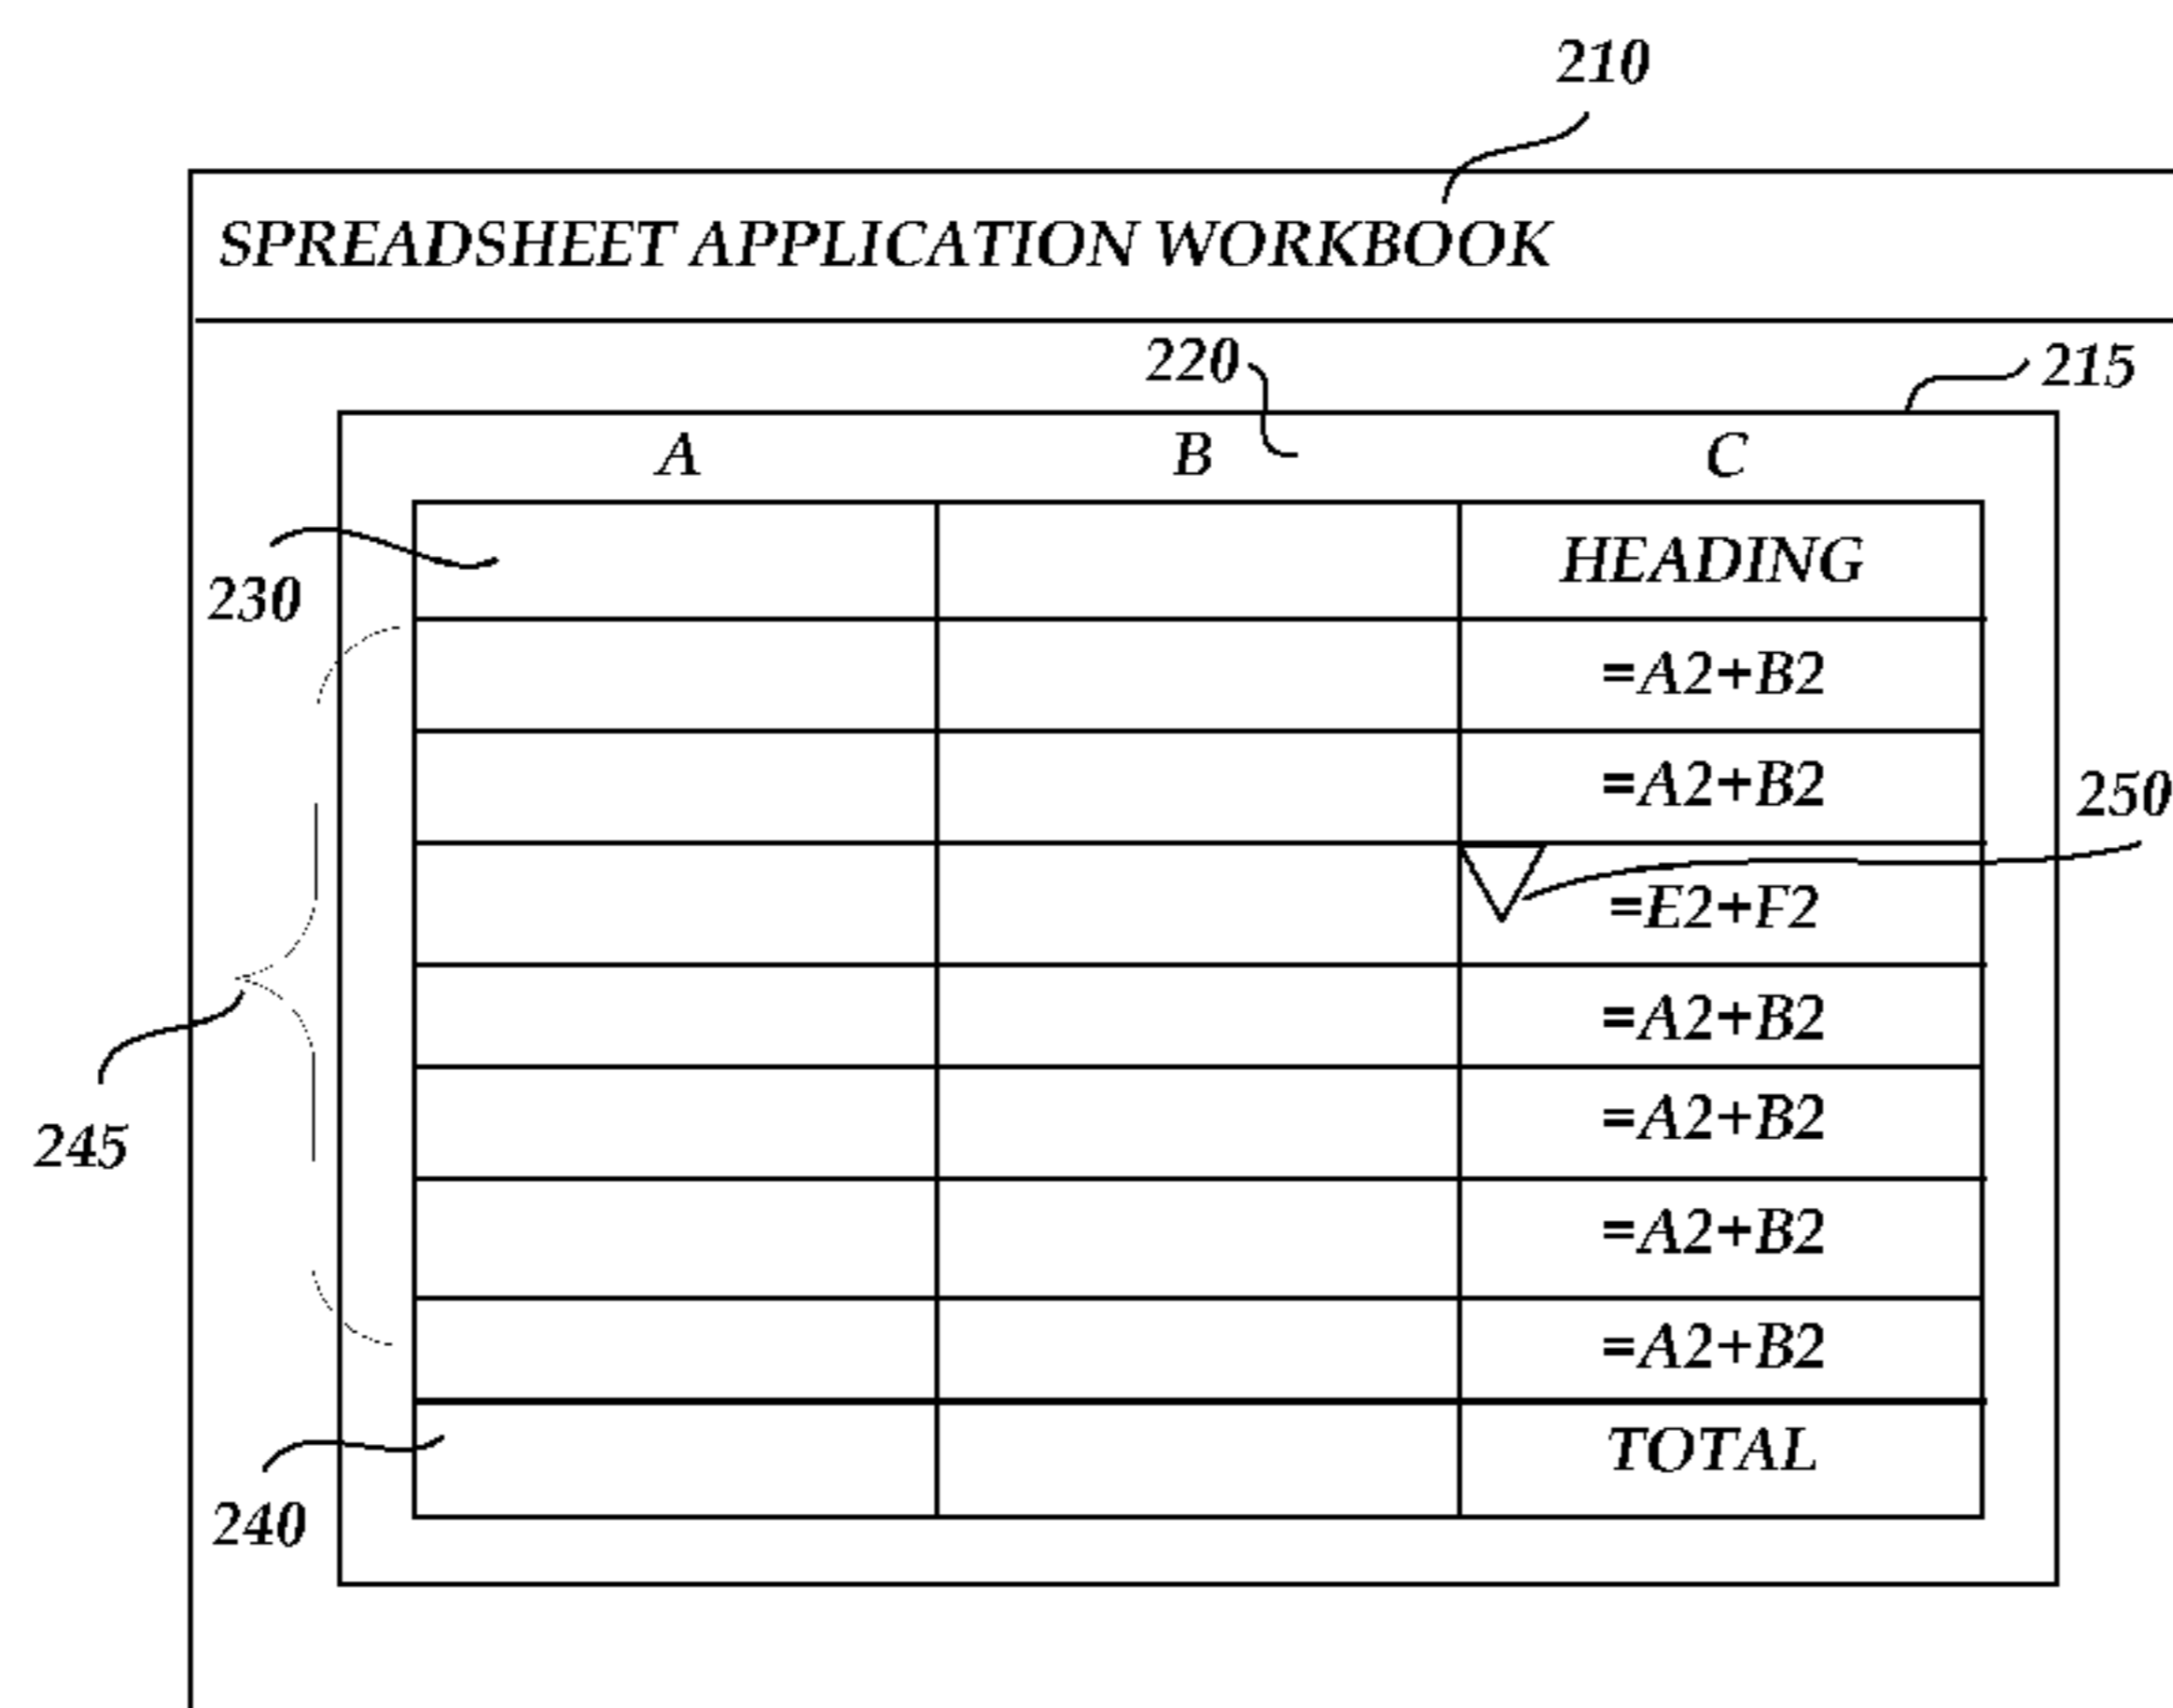 210
SPREADSHEET APPLICATION WORKBOOK
220
215
A B C
HEADING
230
=A2+B2
=A2+B2
250
=E2+F2
=A2+B2
=A2+B2
245
=A2+B2
=A2+B2
TOTAL
240